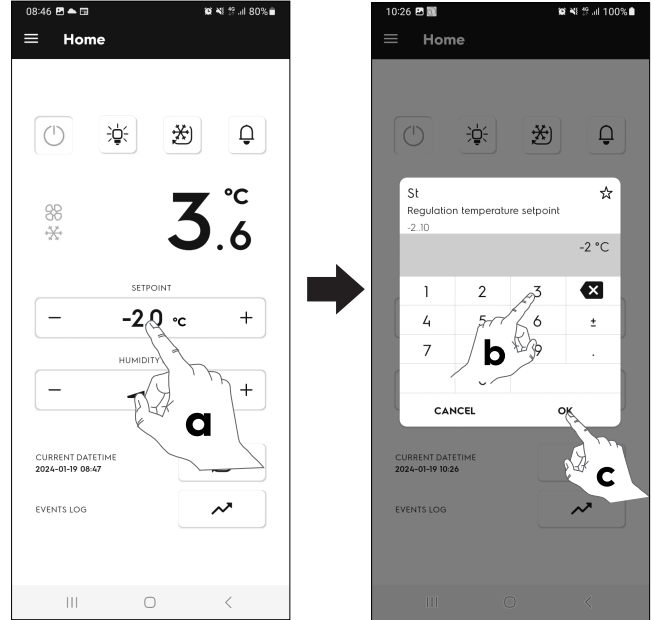 08:46 80%
Home
°C
3.6
SETPOINT
− -2.0 °C +
HUMIDITY
− +
a
CURRENT DATETIME
2024-01-19 08:47
EVENTS LOG
10:26 4G 100%
Home
St
Regulation temperature setpoint
-2..10
-2 °C
1 2 3
4 5 6 ±
7 9 .
b
CANCEL OK
c
CURRENT DATETIME
2024-01-19 10:26
EVENTS LOG